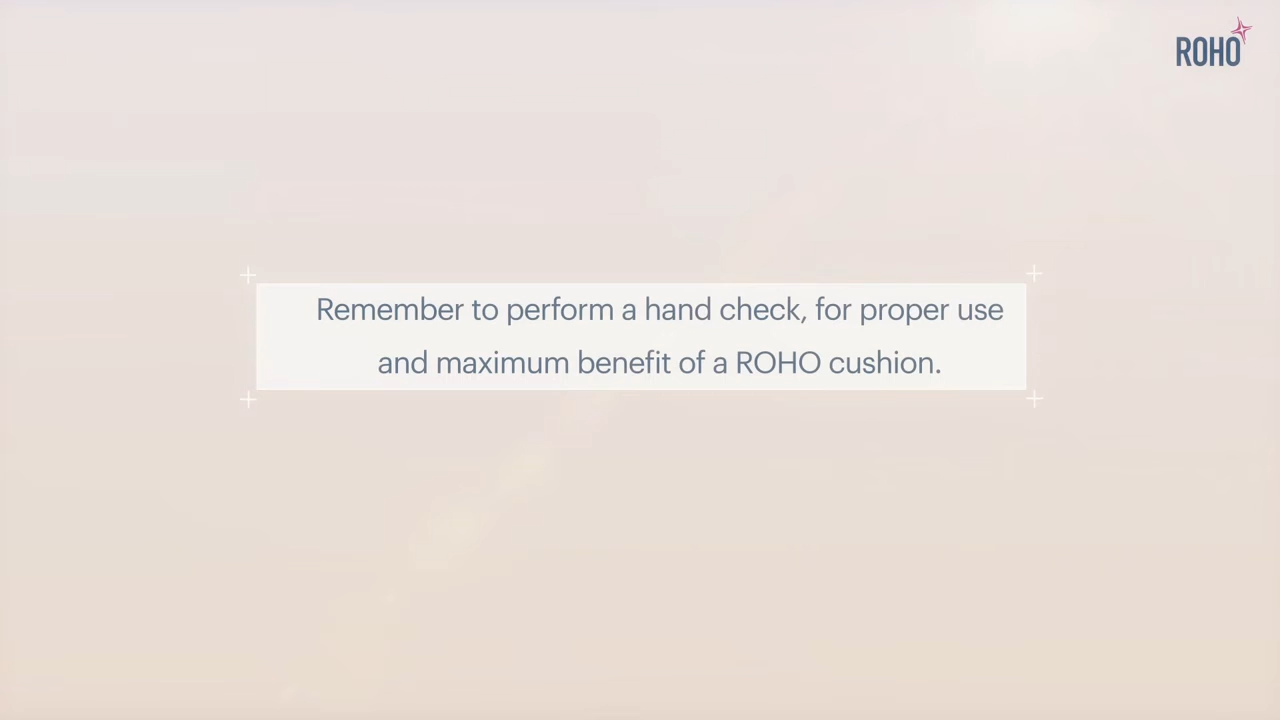 ROHO
Remember to perform a hand check, for proper use
and maximum benefit of a ROHO cushion.